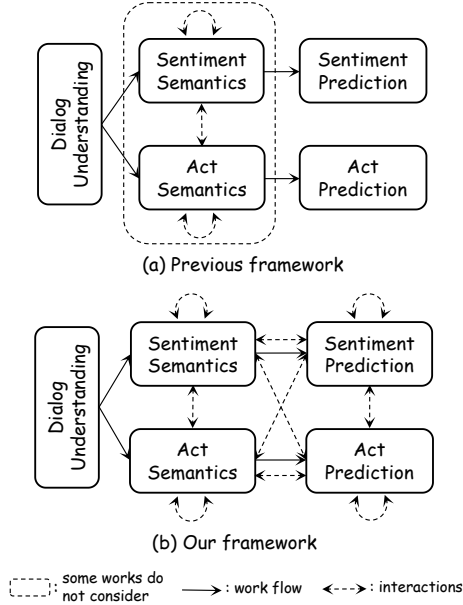 Dialog
Understanding
Sentiment
Semantics
Sentiment
Prediction
Act
Semantics
Act
Prediction
(a) Previous framework
Dialog
Understanding
Sentiment
Semantics
Sentiment
Prediction
Act
Semantics
Act
Prediction
(b) Our framework
: some works do
not consider
: work flow
: interactions